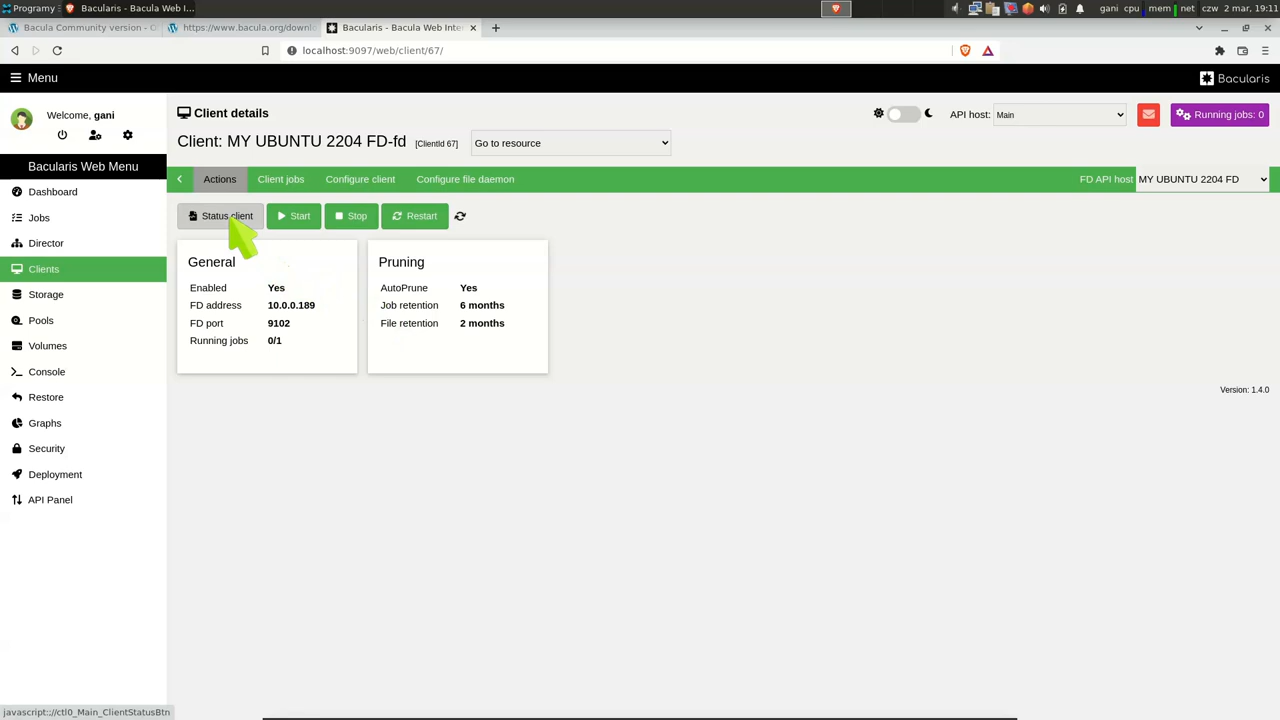 Programy Bacularis - Bacula Web I... gani cpu mem net czw 2 mar, 19:11
Bacula Community version - O https://www.bacula.org/downlo Bacularis - Bacula Web Inte
localhost:9097/web/client/67/
Menu Bacularis
Welcome, gani
Bacularis Web Menu
Dashboard
Jobs
Director
Clients
Storage
Pools
Volumes
Console
Restore
Graphs
Security
Deployment
API Panel
Client details
API host: Main Running jobs: 0
Client: MY UBUNTU 2204 FD-fd [ClientId 67] Go to resource
Actions Client jobs Configure client Configure file daemon FD API host MY UBUNTU 2204 FD
Status client Start Stop Restart
General
Enabled Yes
FD address 10.0.0.189
FD port 9102
Running jobs 0/1
Pruning
AutoPrune Yes
Job retention 6 months
File retention 2 months
Version: 1.4.0
javascript:;//ctl0_Main_ClientStatusBtn